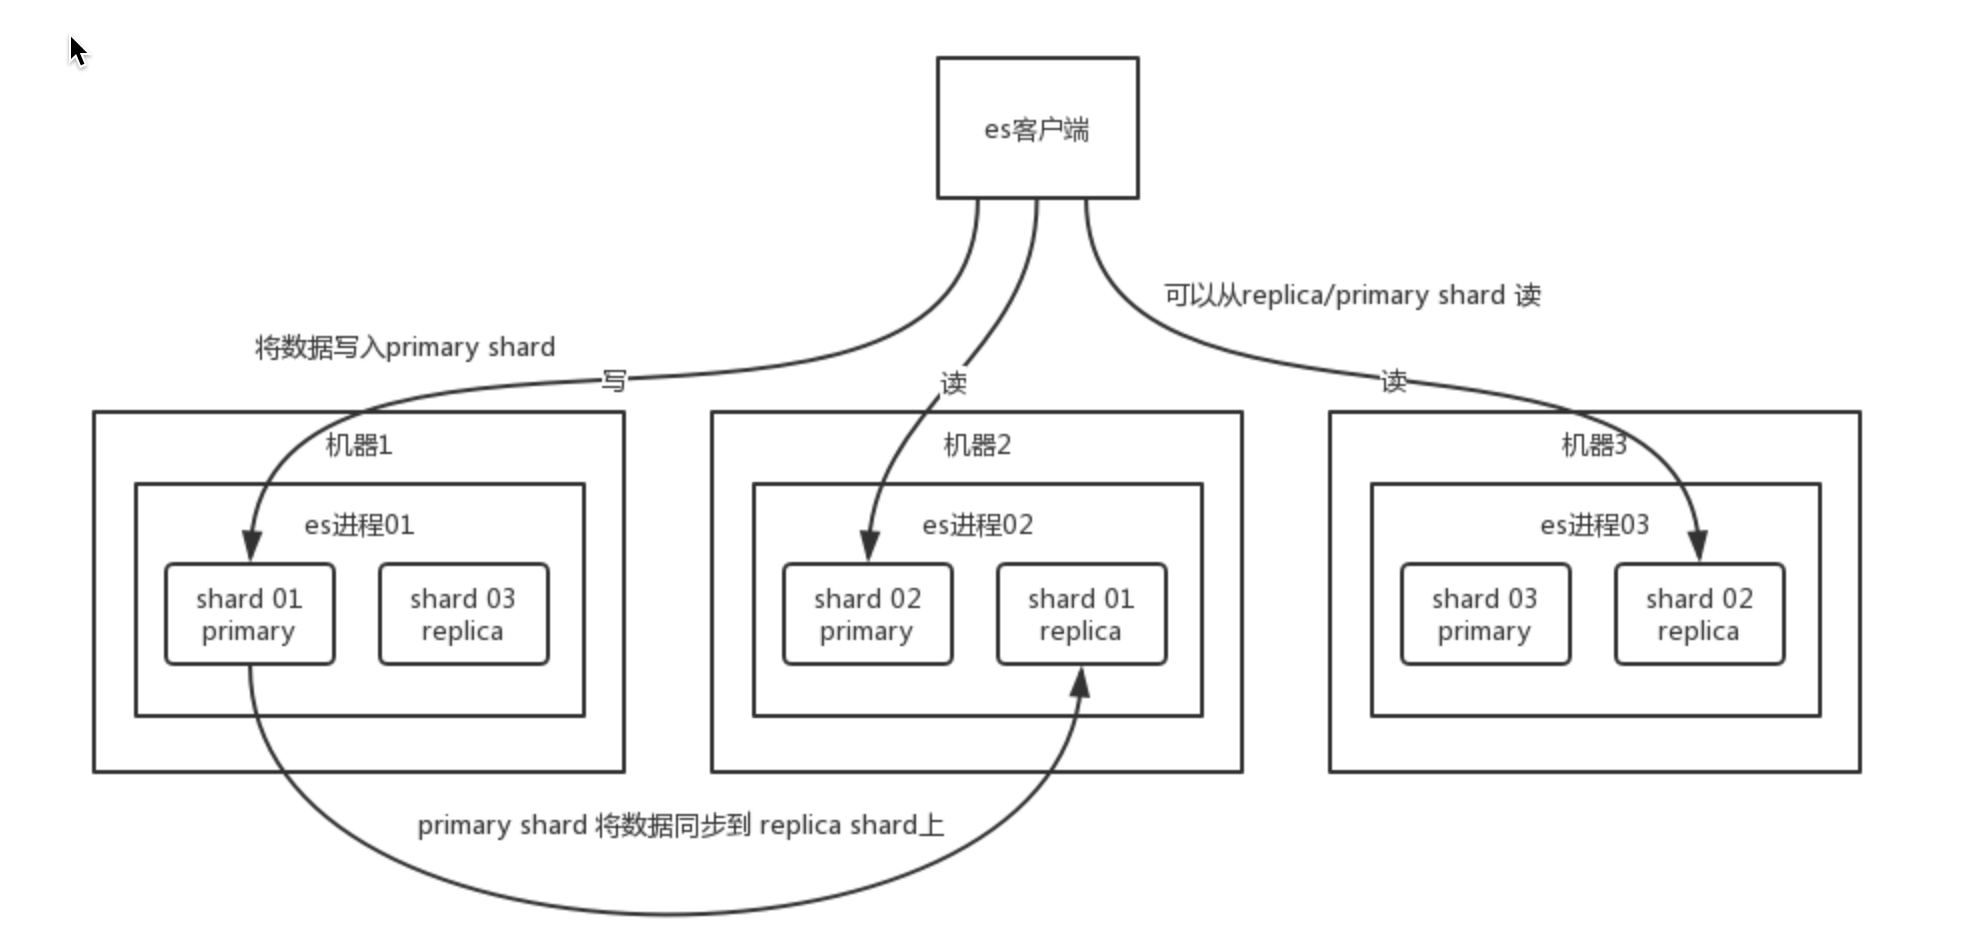 es客户端
可以从replica/primary shard 读
将数据写入primary shard
写
读
读
机器1
机器2
机器3
es进程01
es进程02
es进程03
shard 01
primary
shard 03
replica
shard 02
primary
shard 01
replica
shard 03
primary
shard 02
replica
primary shard 将数据同步到 replica shard上